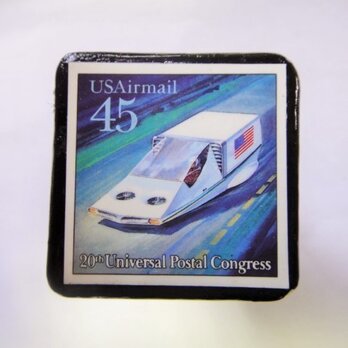 USAirmail
45
20th Universal Postal Congress